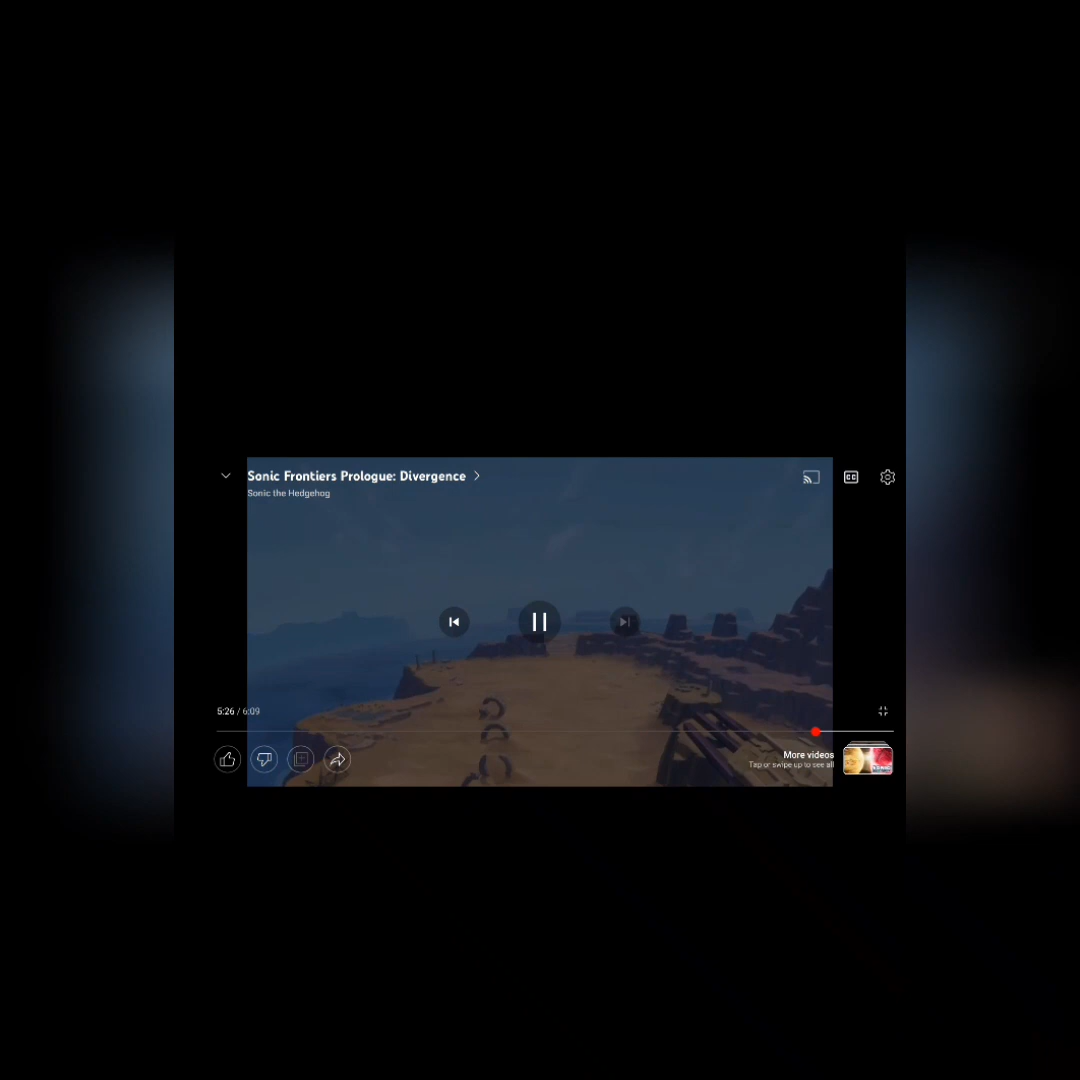 Sonic Frontiers Prologue: Divergence
Sonic the Hedgehog
CC
5:26 / 6:09
More videos
Tap or swipe up to see all